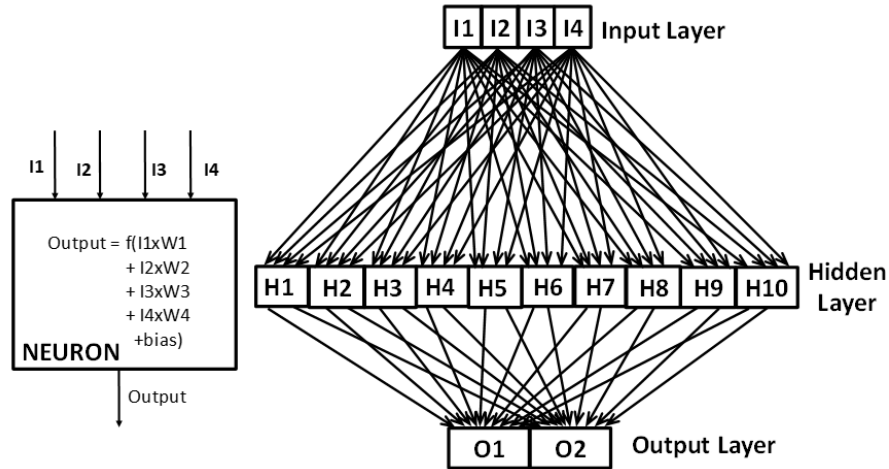 I1 I2 I3 I4 Input Layer
I1 I2 I3 I4
Output = f(I1xW1
+ I2xW2
+ I3xW3
+ I4xW4
+bias)
NEURON
Output
H1 H2 H3 H4 H5 H6 H7 H8 H9 H10
Hidden
Layer
O1 O2 Output Layer